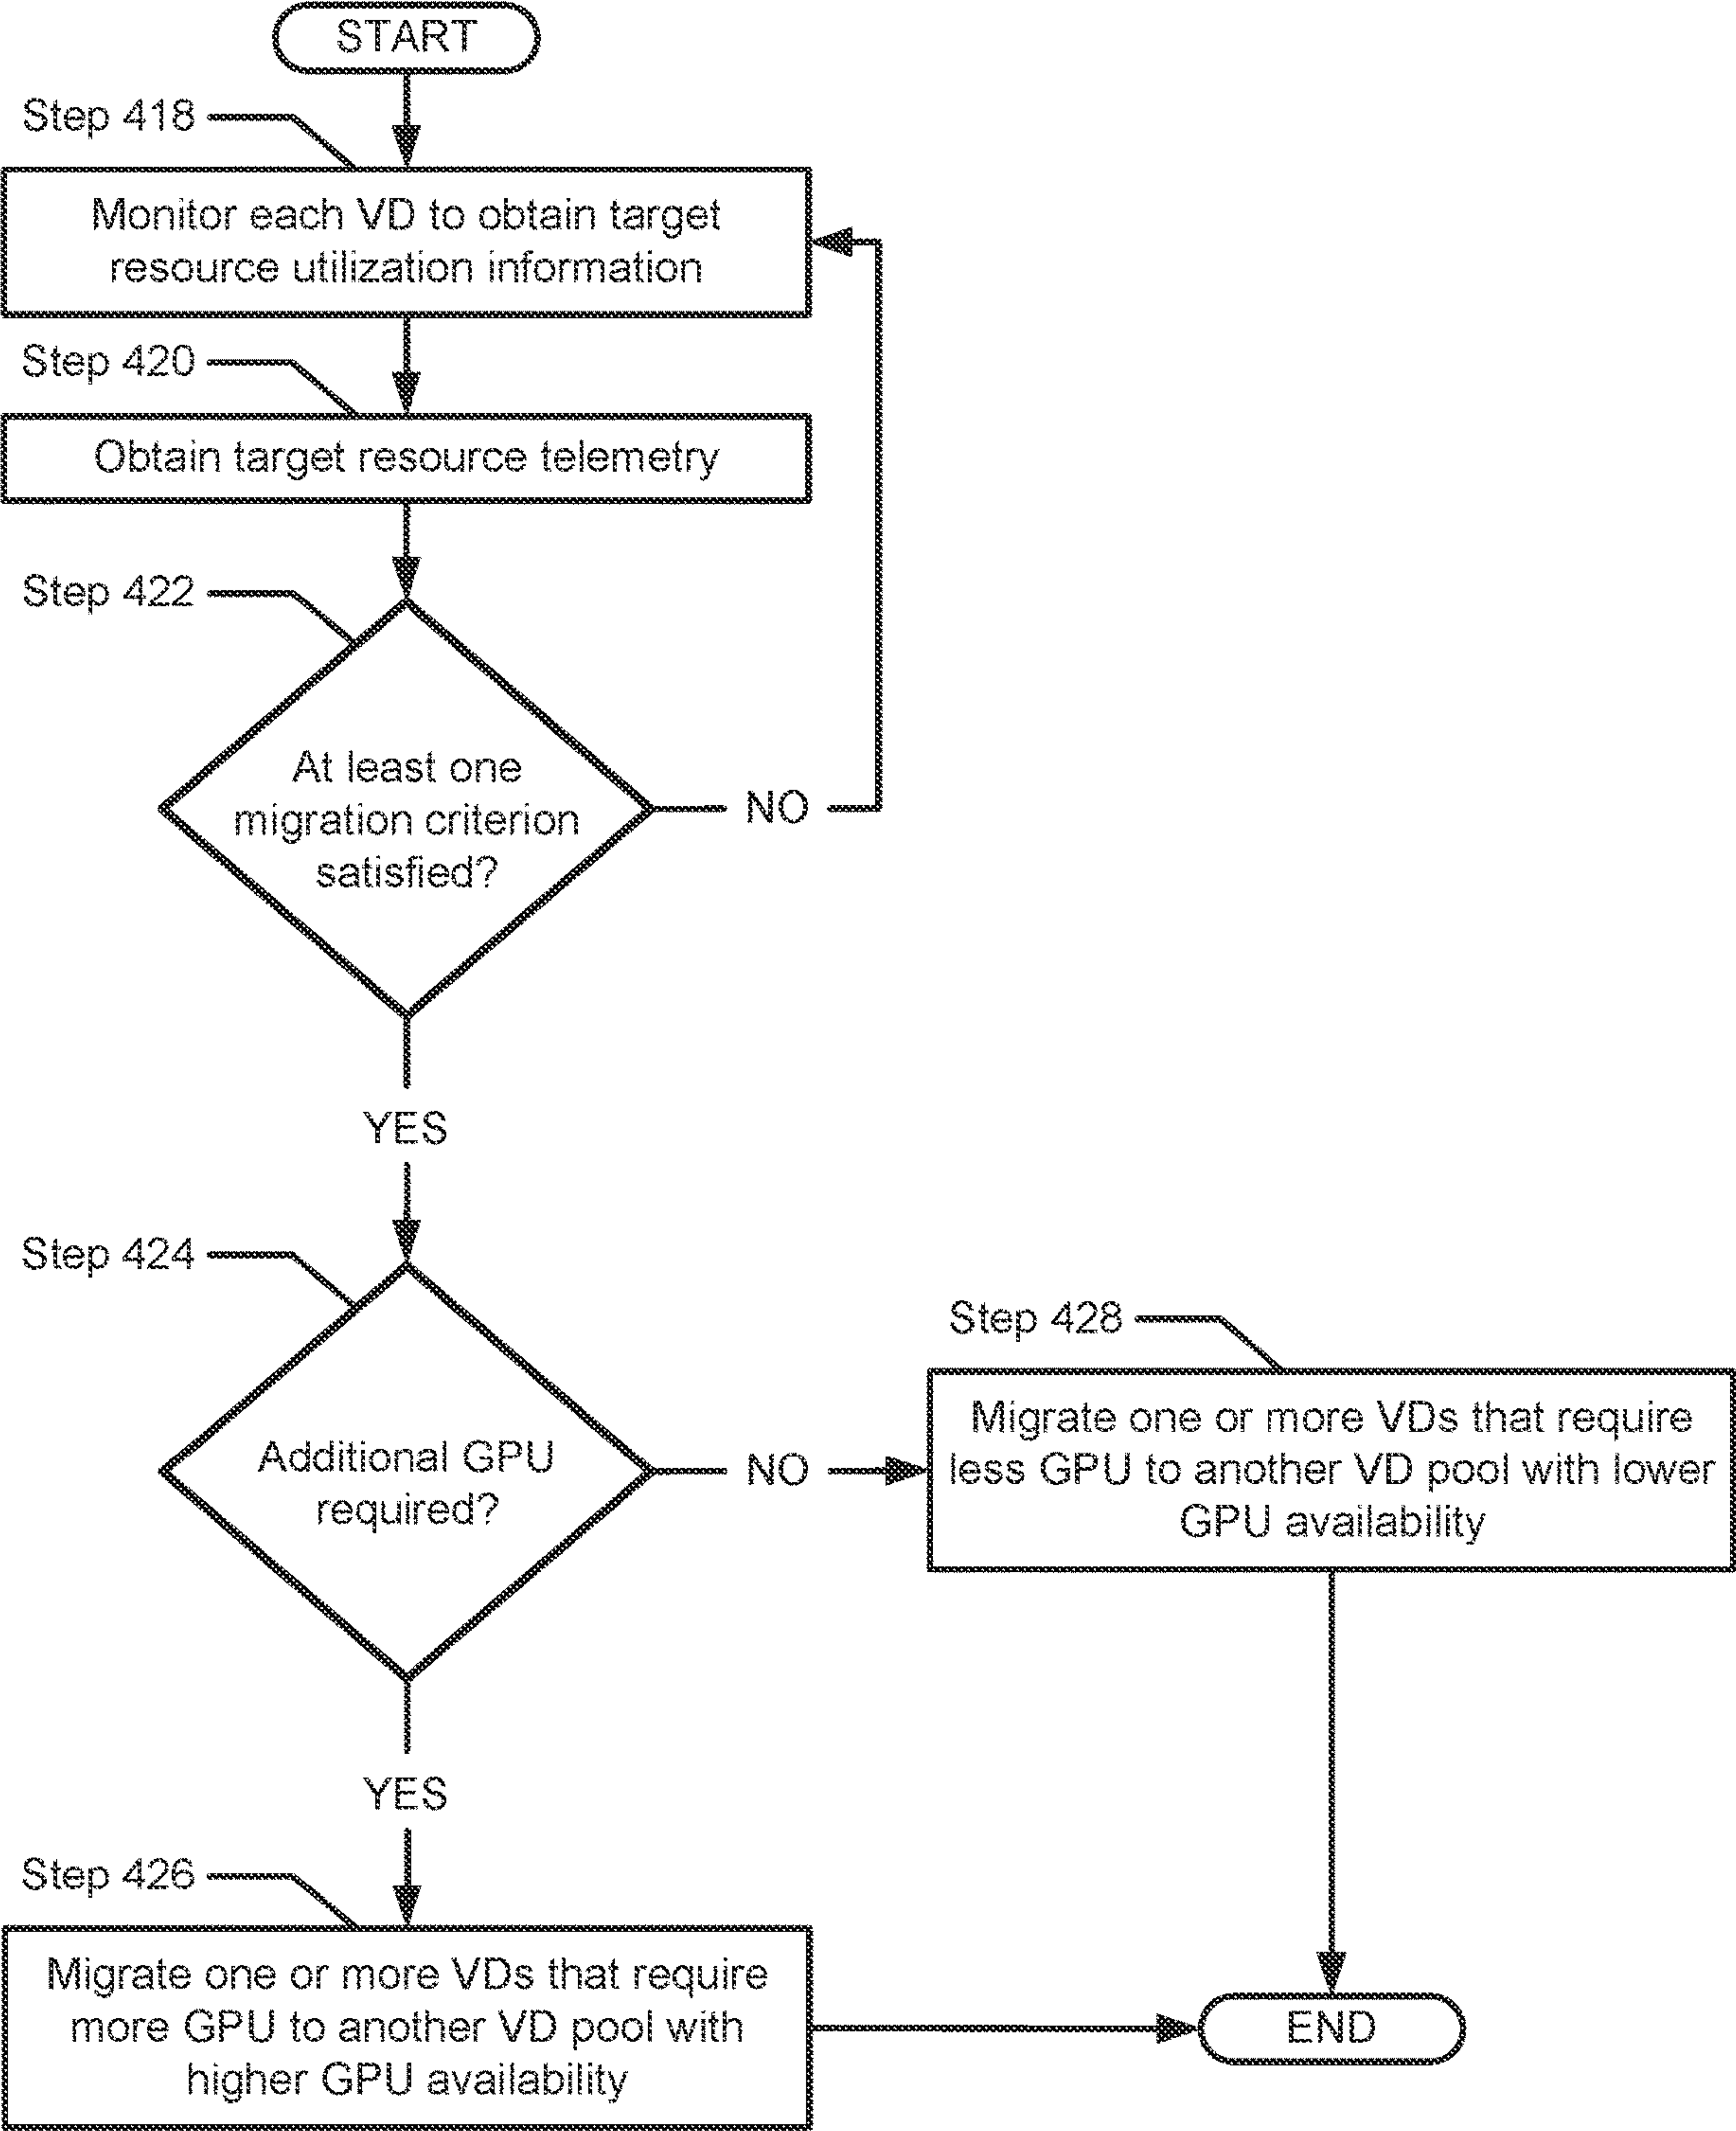 START
Step 418
Monitor each VD to obtain target
resource utilization information
Step 420
Obtain target resource telemetry
Step 422
At least one
migration criterion
satisfied?
NO
YES
Step 424
Additional GPU
required?
NO
Step 428
Migrate one or more VDs that require
less GPU to another VD pool with lower
GPU availability
YES
Step 426
Migrate one or more VDs that require
more GPU to another VD pool with
higher GPU availability
END